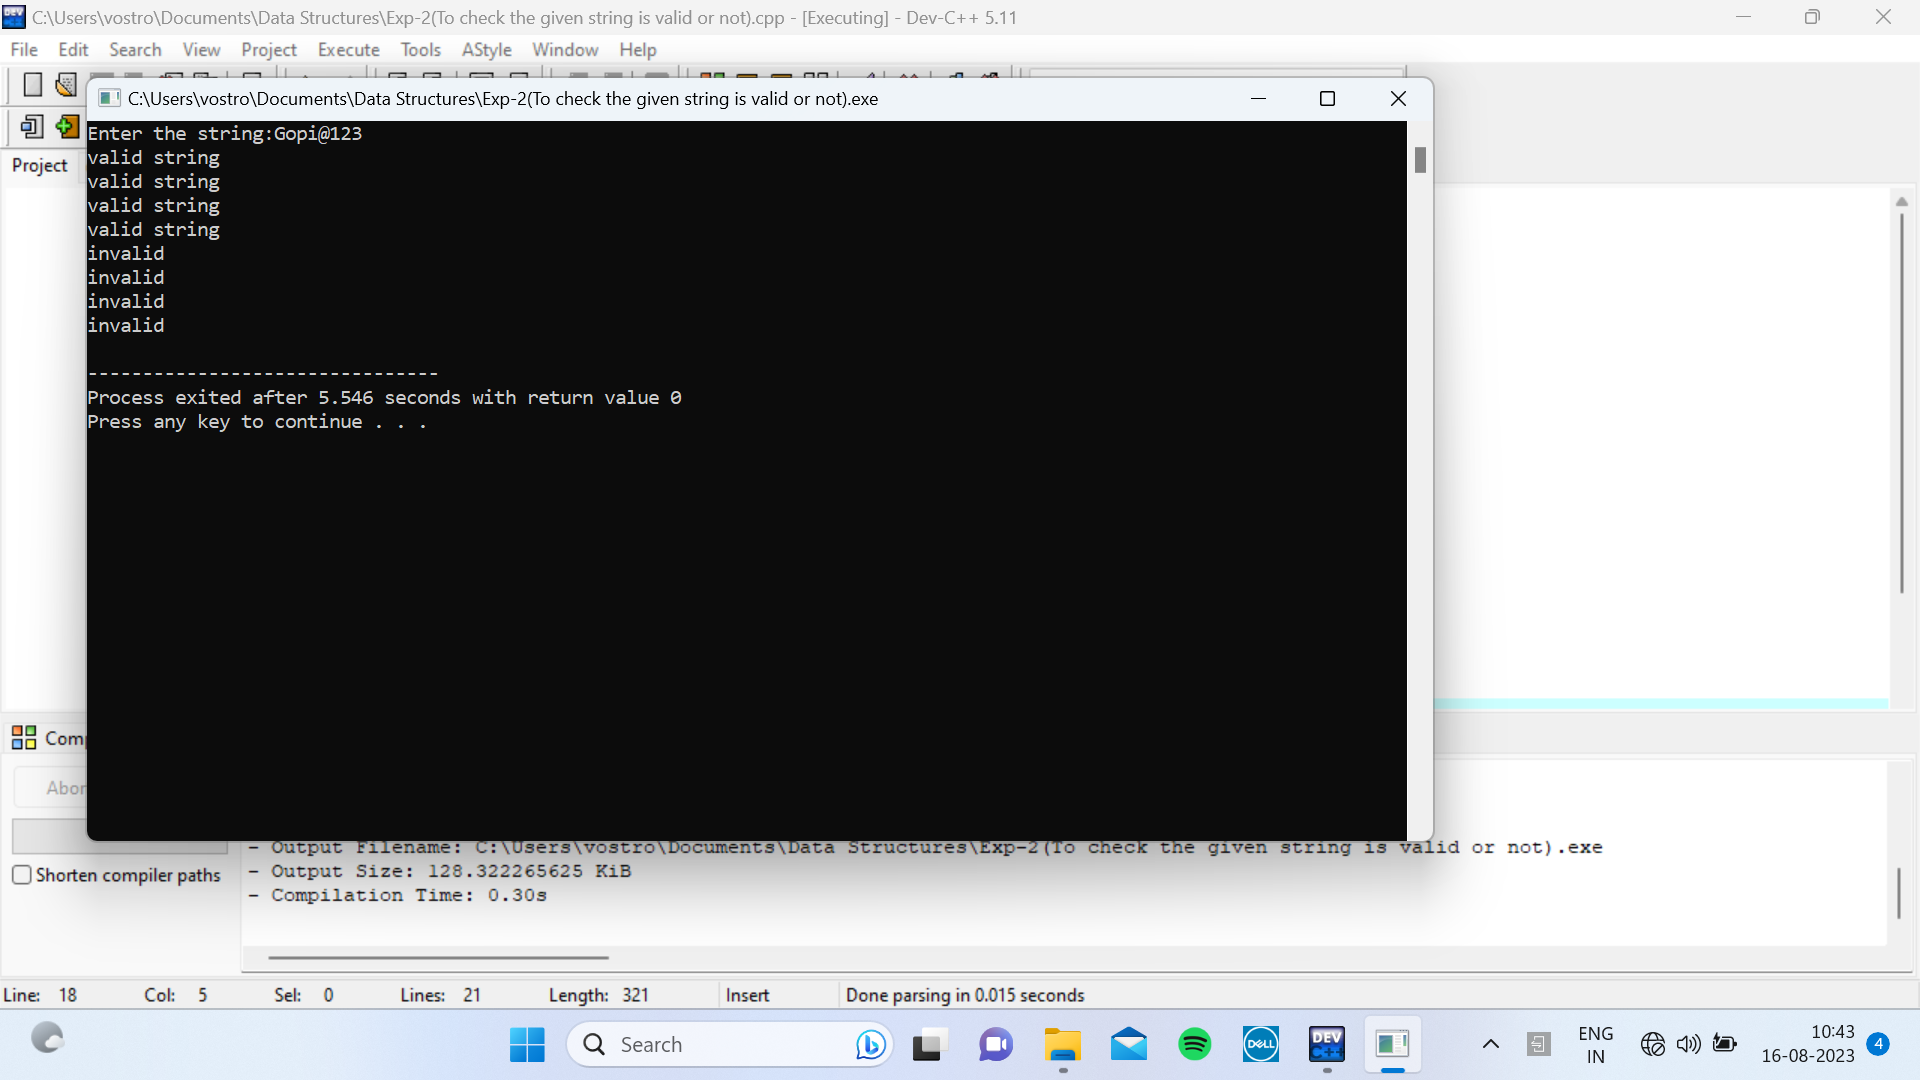 C:\Users\vostro\Documents\Data Structures\Exp-2(To check the given string is valid or not).cpp - [Executing] - Dev-C++ 5.11
File Edit Search View Project Execute Tools AStyle Window Help
C:\Users\vostro\Documents\Data Structures\Exp-2(To check the given string is valid or not).exe
Project
Enter the string:Gopi@123
valid string
valid string
valid string
valid string
invalid
invalid
invalid
invalid
--------------------------------
Process exited after 5.546 seconds with return value 0
Press any key to continue . . .
Comp
Abor
Shorten compiler paths
- Output Filename: C:\Users\vostro\Documents\Data Structures\Exp-2(To check the given string is valid or not).exe
- Output Size: 128.322265625 KiB
- Compilation Time: 0.30s
Line: 18 Col: 5 Sel: 0 Lines: 21 Length: 321 Insert Done parsing in 0.015 seconds
Search
DELL
DEV C++
ENG
IN
10:43
16-08-2023
4